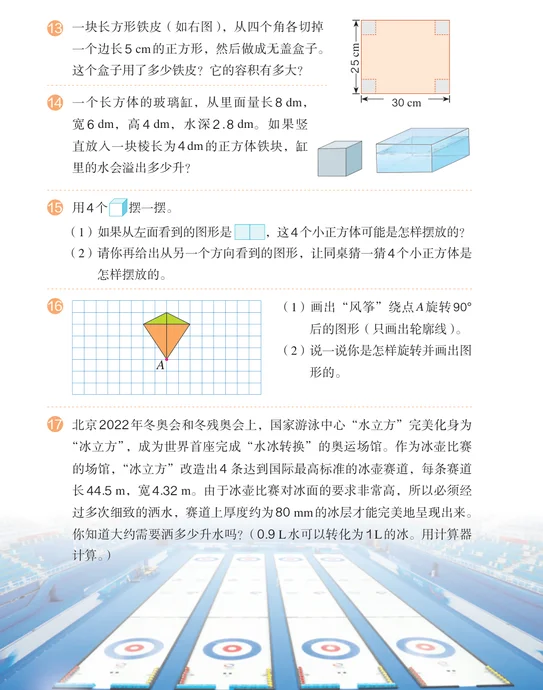 13 一块长方形铁皮（如右图），从四个角各切掉
一个边长5 cm的正方形，然后做成无盖盒子。
这个盒子用了多少铁皮？它的容积有多大？
25 cm
30 cm
14 一个长方体的玻璃缸，从里面量长8 dm，
宽6 dm，高4 dm，水深2.8 dm。如果竖
直放入一块棱长为4 dm的正方体铁块，缸
里的水会溢出多少升？
15 用4个摆一摆。
（1）如果从左面看到的图形是，这4个小正方体可能是怎样摆放的？
（2）请你再给出从另一个方向看到的图形，让同桌猜一猜4个小正方体是
怎样摆放的。
16
A
（1）画出“风筝”绕点A旋转90°
后的图形（只画出轮廓线）。
（2）说一说你是怎样旋转并画出图
形的。
17 北京2022年冬奥会和冬残奥会上，国家游泳中心“水立方”完美化身为
“冰立方”，成为世界首座完成“水冰转换”的奥运场馆。作为冰壶比赛
的场馆，“冰立方”改造出4 条达到国际最高标准的冰壶赛道，每条赛道
长44.5 m，宽4.32 m。由于冰壶比赛对冰面的要求非常高，所以必须经
过多次细致的洒水，赛道上厚度约为80 mm的冰层才能完美地呈现出来。
你知道大约需要洒多少升水吗？（0.9 L水可以转化为1L的冰。用计算器
计算。）